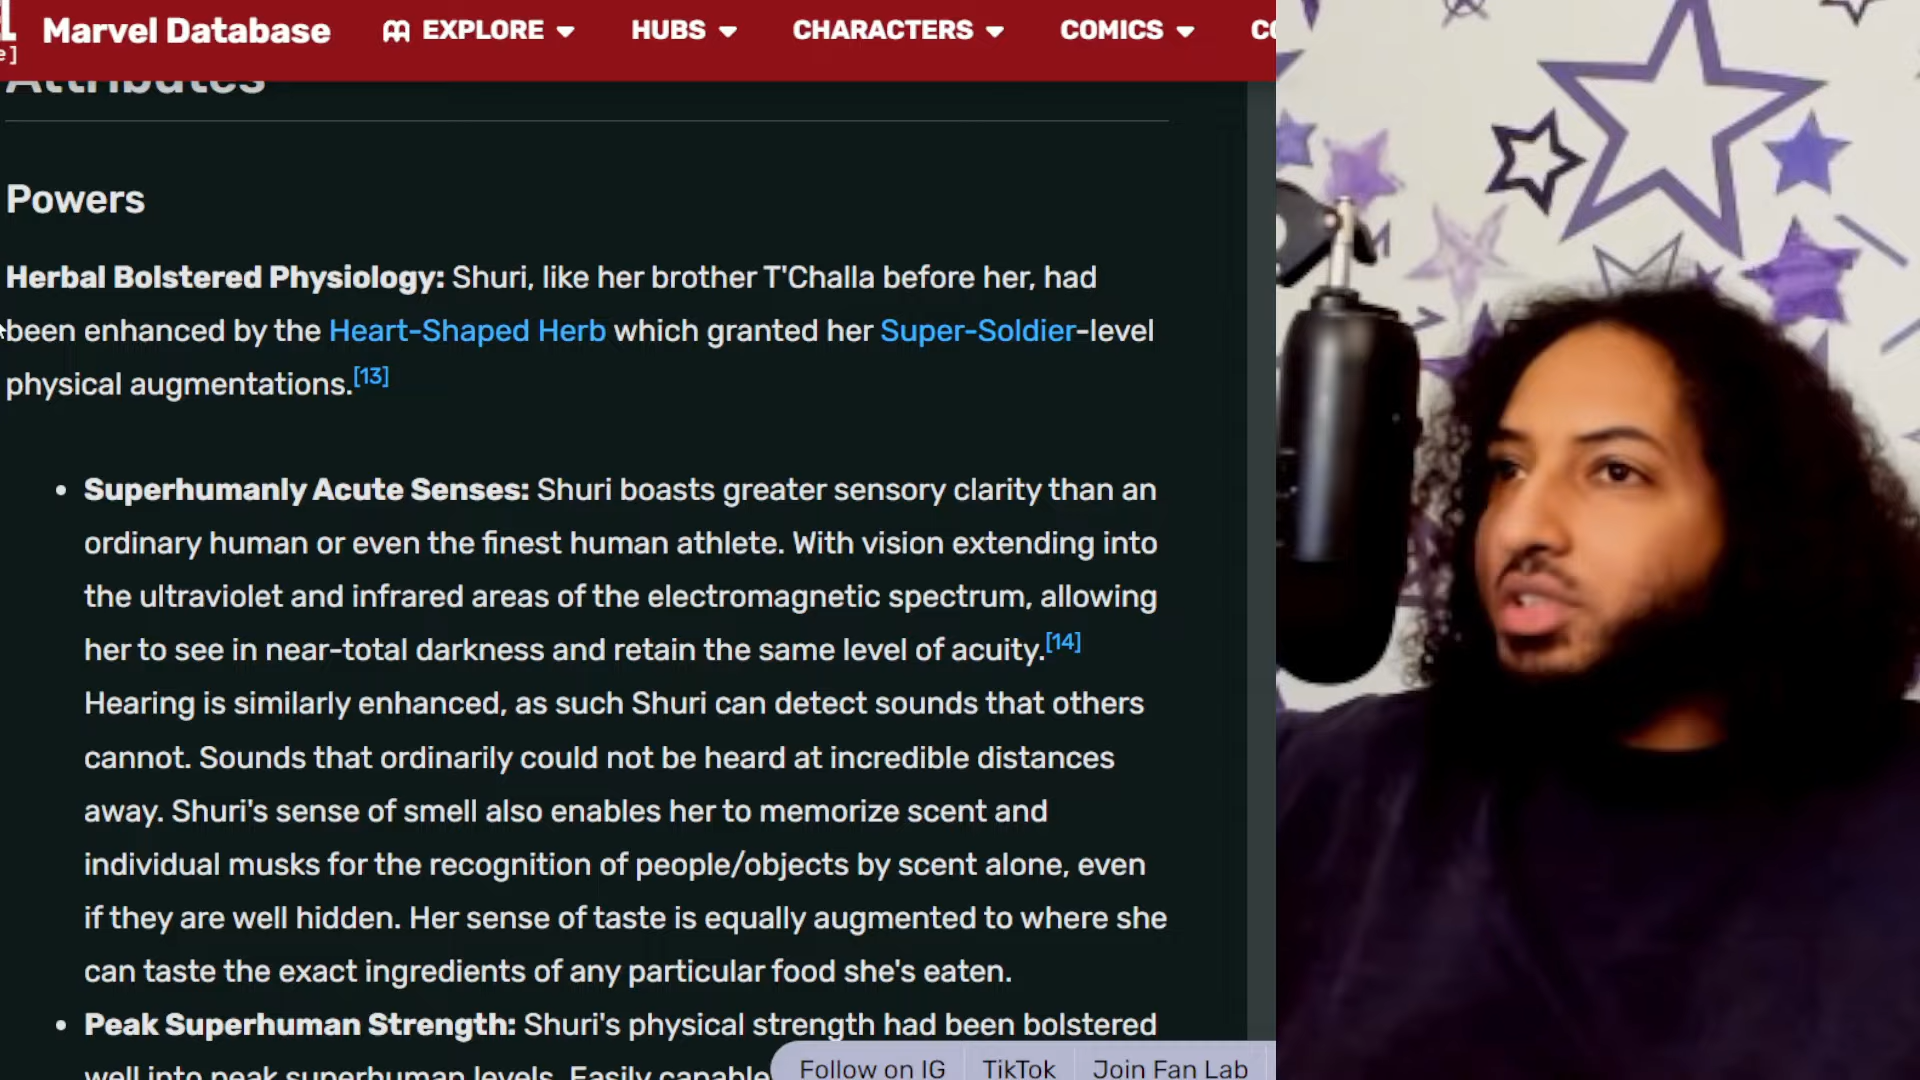 e]
Marvel Database
EXPLORE
HUBS
CHARACTERS
COMICS
Attributes
Powers
Herbal Bolstered Physiology: Shuri, like her brother T'Challa before her, had
been enhanced by the Heart-Shaped Herb which granted her Super-Soldier-level
physical augmentations.[13]
• Superhumanly Acute Senses: Shuri boasts greater sensory clarity than an
ordinary human or even the finest human athlete. With vision extending into
the ultraviolet and infrared areas of the electromagnetic spectrum, allowing
her to see in near-total darkness and retain the same level of acuity.[14]
Hearing is similarly enhanced, as such Shuri can detect sounds that others
cannot. Sounds that ordinarily could not be heard at incredible distances
away. Shuri's sense of smell also enables her to memorize scent and
individual musks for the recognition of people/objects by scent alone, even
if they are well hidden. Her sense of taste is equally augmented to where she
can taste the exact ingredients of any particular food she's eaten.
• Peak Superhuman Strength: Shuri's physical strength had been bolstered
well into peak superhuman levels. Easily capable
Follow on IG
TikTok
Join Fan Lab